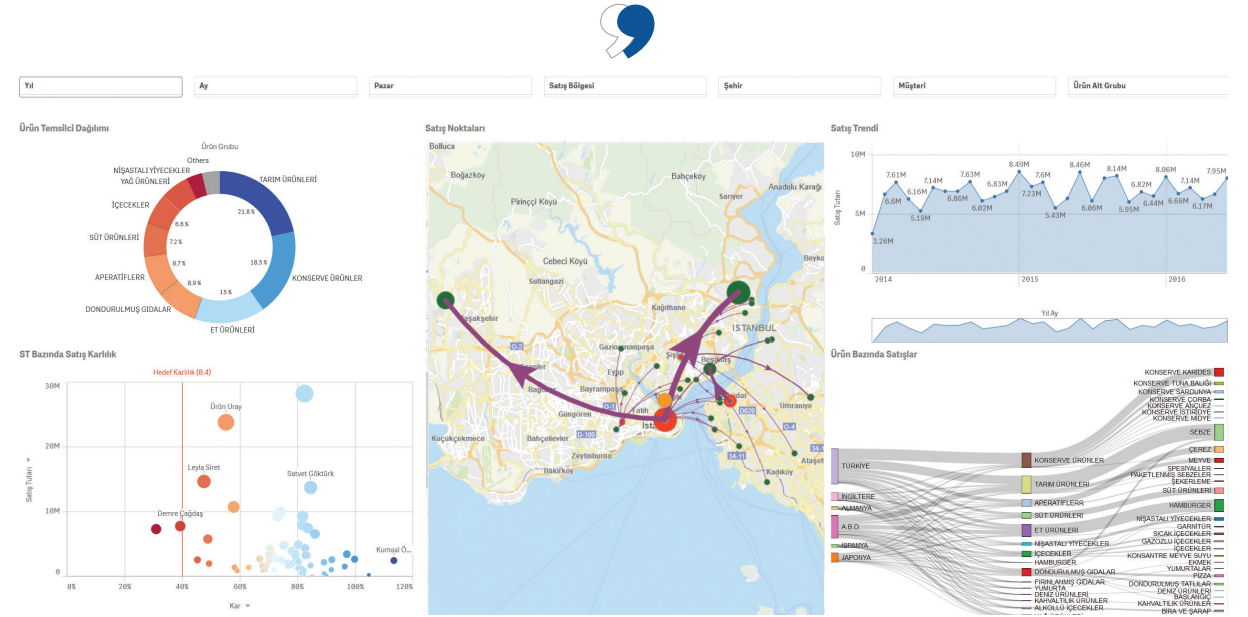 Yıl
Ay
Pazar
Satış Bölgesi
Şehir
Müşteri
Ürün Alt Grubu
Ürün Temsilci Dağılımı
Ürün Grubu
Others
NİŞASTALI YİYECEKLER
YAĞ ÜRÜNLERİ
İÇECEKLER
SÜT ÜRÜNLERİ
APERATİFLERR
DONDURULMUŞ GIDALAR
ET ÜRÜNLERİ
KONSERVE ÜRÜNLER
TARIM ÜRÜNLERİ
21.8 %
18.5 %
15 %
8.9 %
8.7 %
7.2 %
6.6 %
ST Bazında Satış Karlılık
Hedef Karlılık (0.4)
30M
20M
10M
0
Satış Tutarı
Ürün Uray
Leyla Siret
Satvet Göktürk
Demre Çağdaş
Kumsal Ö...
0% 20% 40% 60% 80% 100% 120%
Kar
Satış Noktaları
Bolluca
Boğazköy
Bahçeköy
Anadolu Kavağı
Sarıyer
Pirinççi Köyü
Cebeci Köyü
Beyko
Sultangazi
Kağıthane
İSTANBUL
O-2
Beşiktaş
Eyüp
Bayrampaşa
O-3
Fatih
Ümraniye
D020
Güngören
O-4
Küçükçekmece
Bahçelievler
D-100
Zeytinburnu
Bakırköy
34-11
Kadıköy
Ataşeh
Satış Trendi
10M
5M
0
Satış Tutarı
3.26M
7.61M
6.6M
6.16M
5.19M
7.14M
6.86M
7.63M
6.02M
6.83M
8.49M
7.23M
7.6M
5.43M
8.46M
6.06M
8.14M
5.95M
6.82M
6.44M
8.06M
6.66M
7.14M
6.17M
7.95M
2014 2015 2016
Yıl Ay
Ürün Bazında Satışlar
TÜRKİYE
İNGİLTERE
ALMANYA
A.B.D.
İSPANYA
JAPONYA
KONSERVE ÜRÜNLER
TARIM ÜRÜNLERİ
APERATİFLERR
SÜT ÜRÜNLERİ
ET ÜRÜNLERİ
NİŞASTALI YİYECEKLER
İÇECEKLER
HAMBURGER
DONDURULMUŞ GIDALAR
FIRINLANMIŞ GIDALAR
YUMURTA
DENİZ ÜRÜNLERİ
KAHVALTILIK ÜRÜNLER
ALKOLLÜ İÇECEKLER
KONSERVE KARİDES
KONSERVE TUNA BALIĞI
KONSERVE SARDUNYA
KONSERVE ÇORBA
KONSERVE ANÇUEZ
KONSERVE İSTİRİDYE
KONSERVE MİDYE
SEBZE
ÇEREZ
MEYVE
SPESİYALLER
PAKETLENMİŞ SEBZELER
ŞEKERLEME
SÜT ÜRÜNLERİ
HAMBURGER
NİŞASTALI YİYECEKLER
GARNİTÜR
SICAK İÇECEKLER
GAZOZLU İÇECEKLER
İÇECEKLER
KONSANTRE MEYVE SUYU
EKMEK
YUMURTALAR
PİZZA
DONDURULMUŞ TATLILAR
DENİZ ÜRÜNLERİ
BAŞLANGIÇ
KAHVALTILIK ÜRÜNLER
BİRA VE ŞARAP